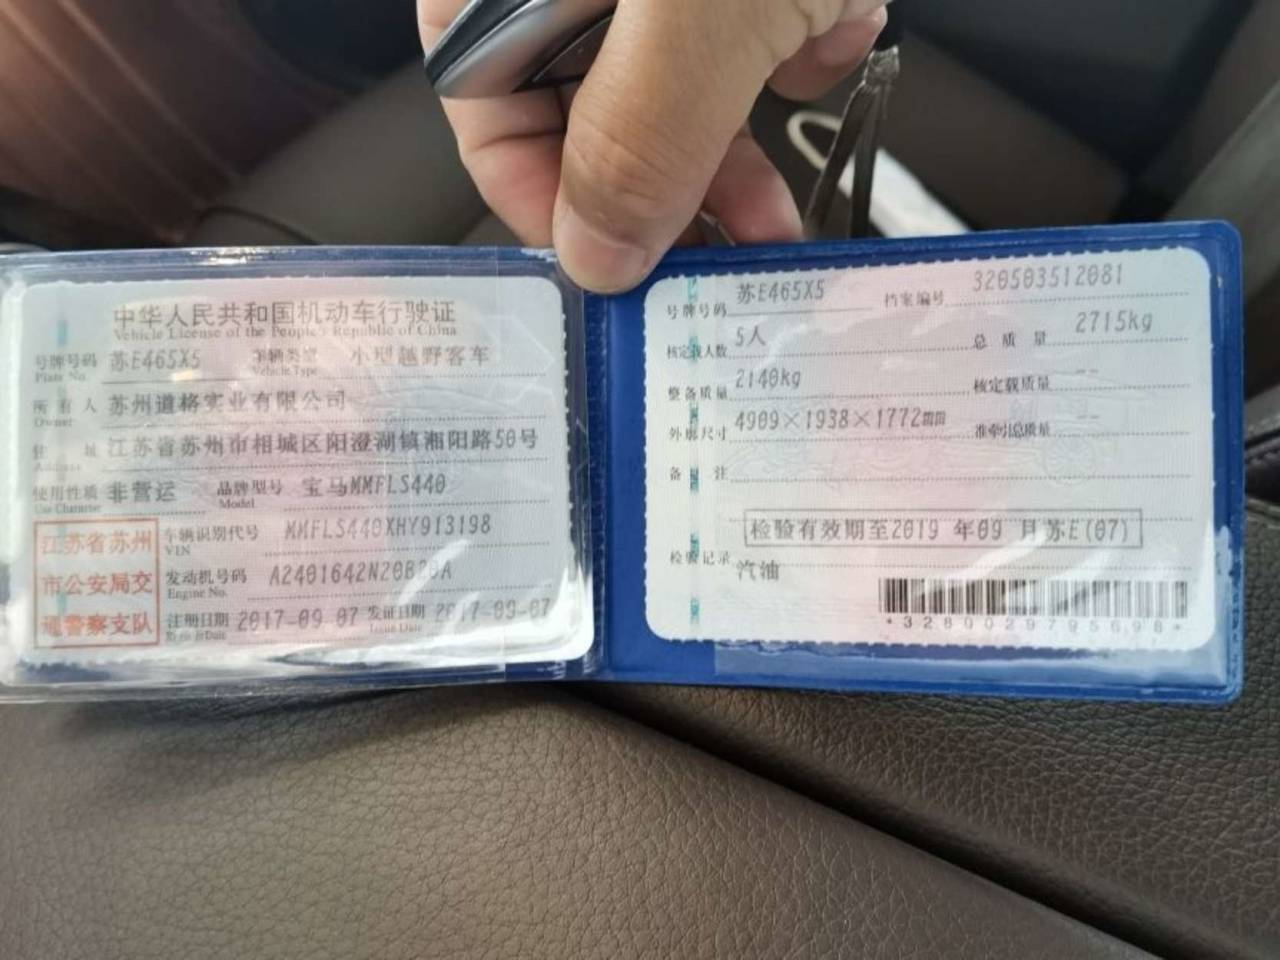 中华人民共和国机动车行驶证
Vehicle License of the People's Republic of China
号牌号码 苏E465X5 车辆类型 小型越野客车
Plate No. Vehicle Type
所有人 苏州道格实业有限公司
Owner
住 址 江苏省苏州市相城区阳澄湖镇湘阳路50号
Address
使用性质 非营运 品牌型号 宝马MMFLS440
Use Character Model
江苏省苏州
市公安局交
通警察支队
车辆识别代号 MMFLS440XHY913198
VIN
发动机号码
Engine No.
注册日期 2017-09-07 发证日期 2017-09-07
Issue Date
号牌号码 苏E465X5 档案编号 320503512081
核定载人数 5人 总质量 2715kg
整备质量 2140kg 核定载质量 --
外廓尺寸 4909×1938×1772mm 准牵引总质量 --
备 注
检验有效期至2019 年09 月苏E(07)
检验记录
汽油
*3280029795698*